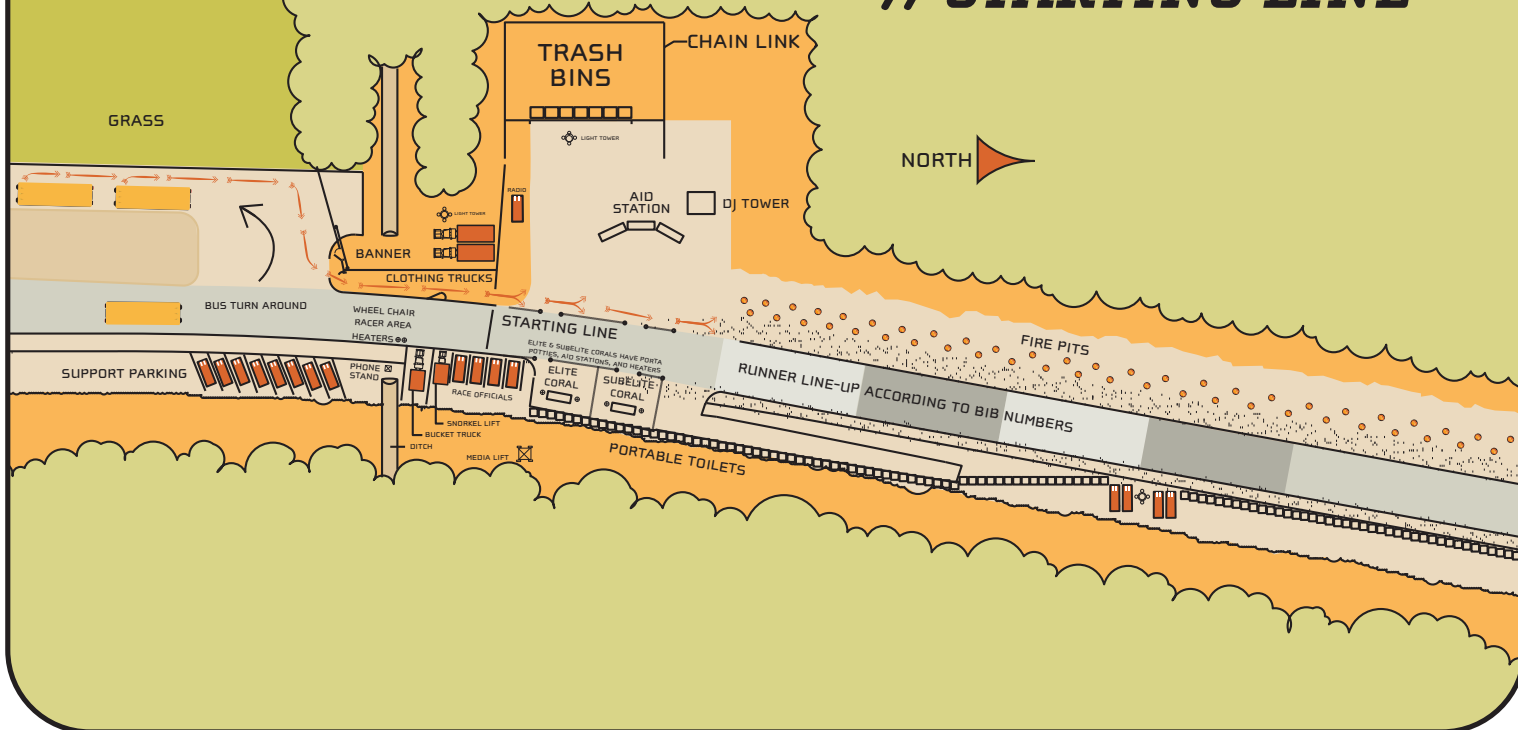 // STARTING LINE
TRASH
BINS
CHAIN LINK
GRASS
LIGHT TOWER
NORTH
RADIO
AID
STATION
DJ TOWER
LIGHT TOWER
BANNER
CLOTHING TRUCKS
BUS TURN AROUND
WHEEL CHAIR
RACER AREA
HEATERS
STARTING LINE
ELITE & SUBELITE CORALS HAVE PORTA
POTTIES, AID STATIONS, AND HEATERS
FIRE PITS
SUPPORT PARKING
PHONE
STAND
RACE OFFICIALS
ELITE
CORAL
SUBELITE
CORAL
RUNNER LINE-UP ACCORDING TO BIB NUMBERS
SNORKEL LIFT
BUCKET TRUCK
DITCH
MEDIA LIFT
PORTABLE TOILETS